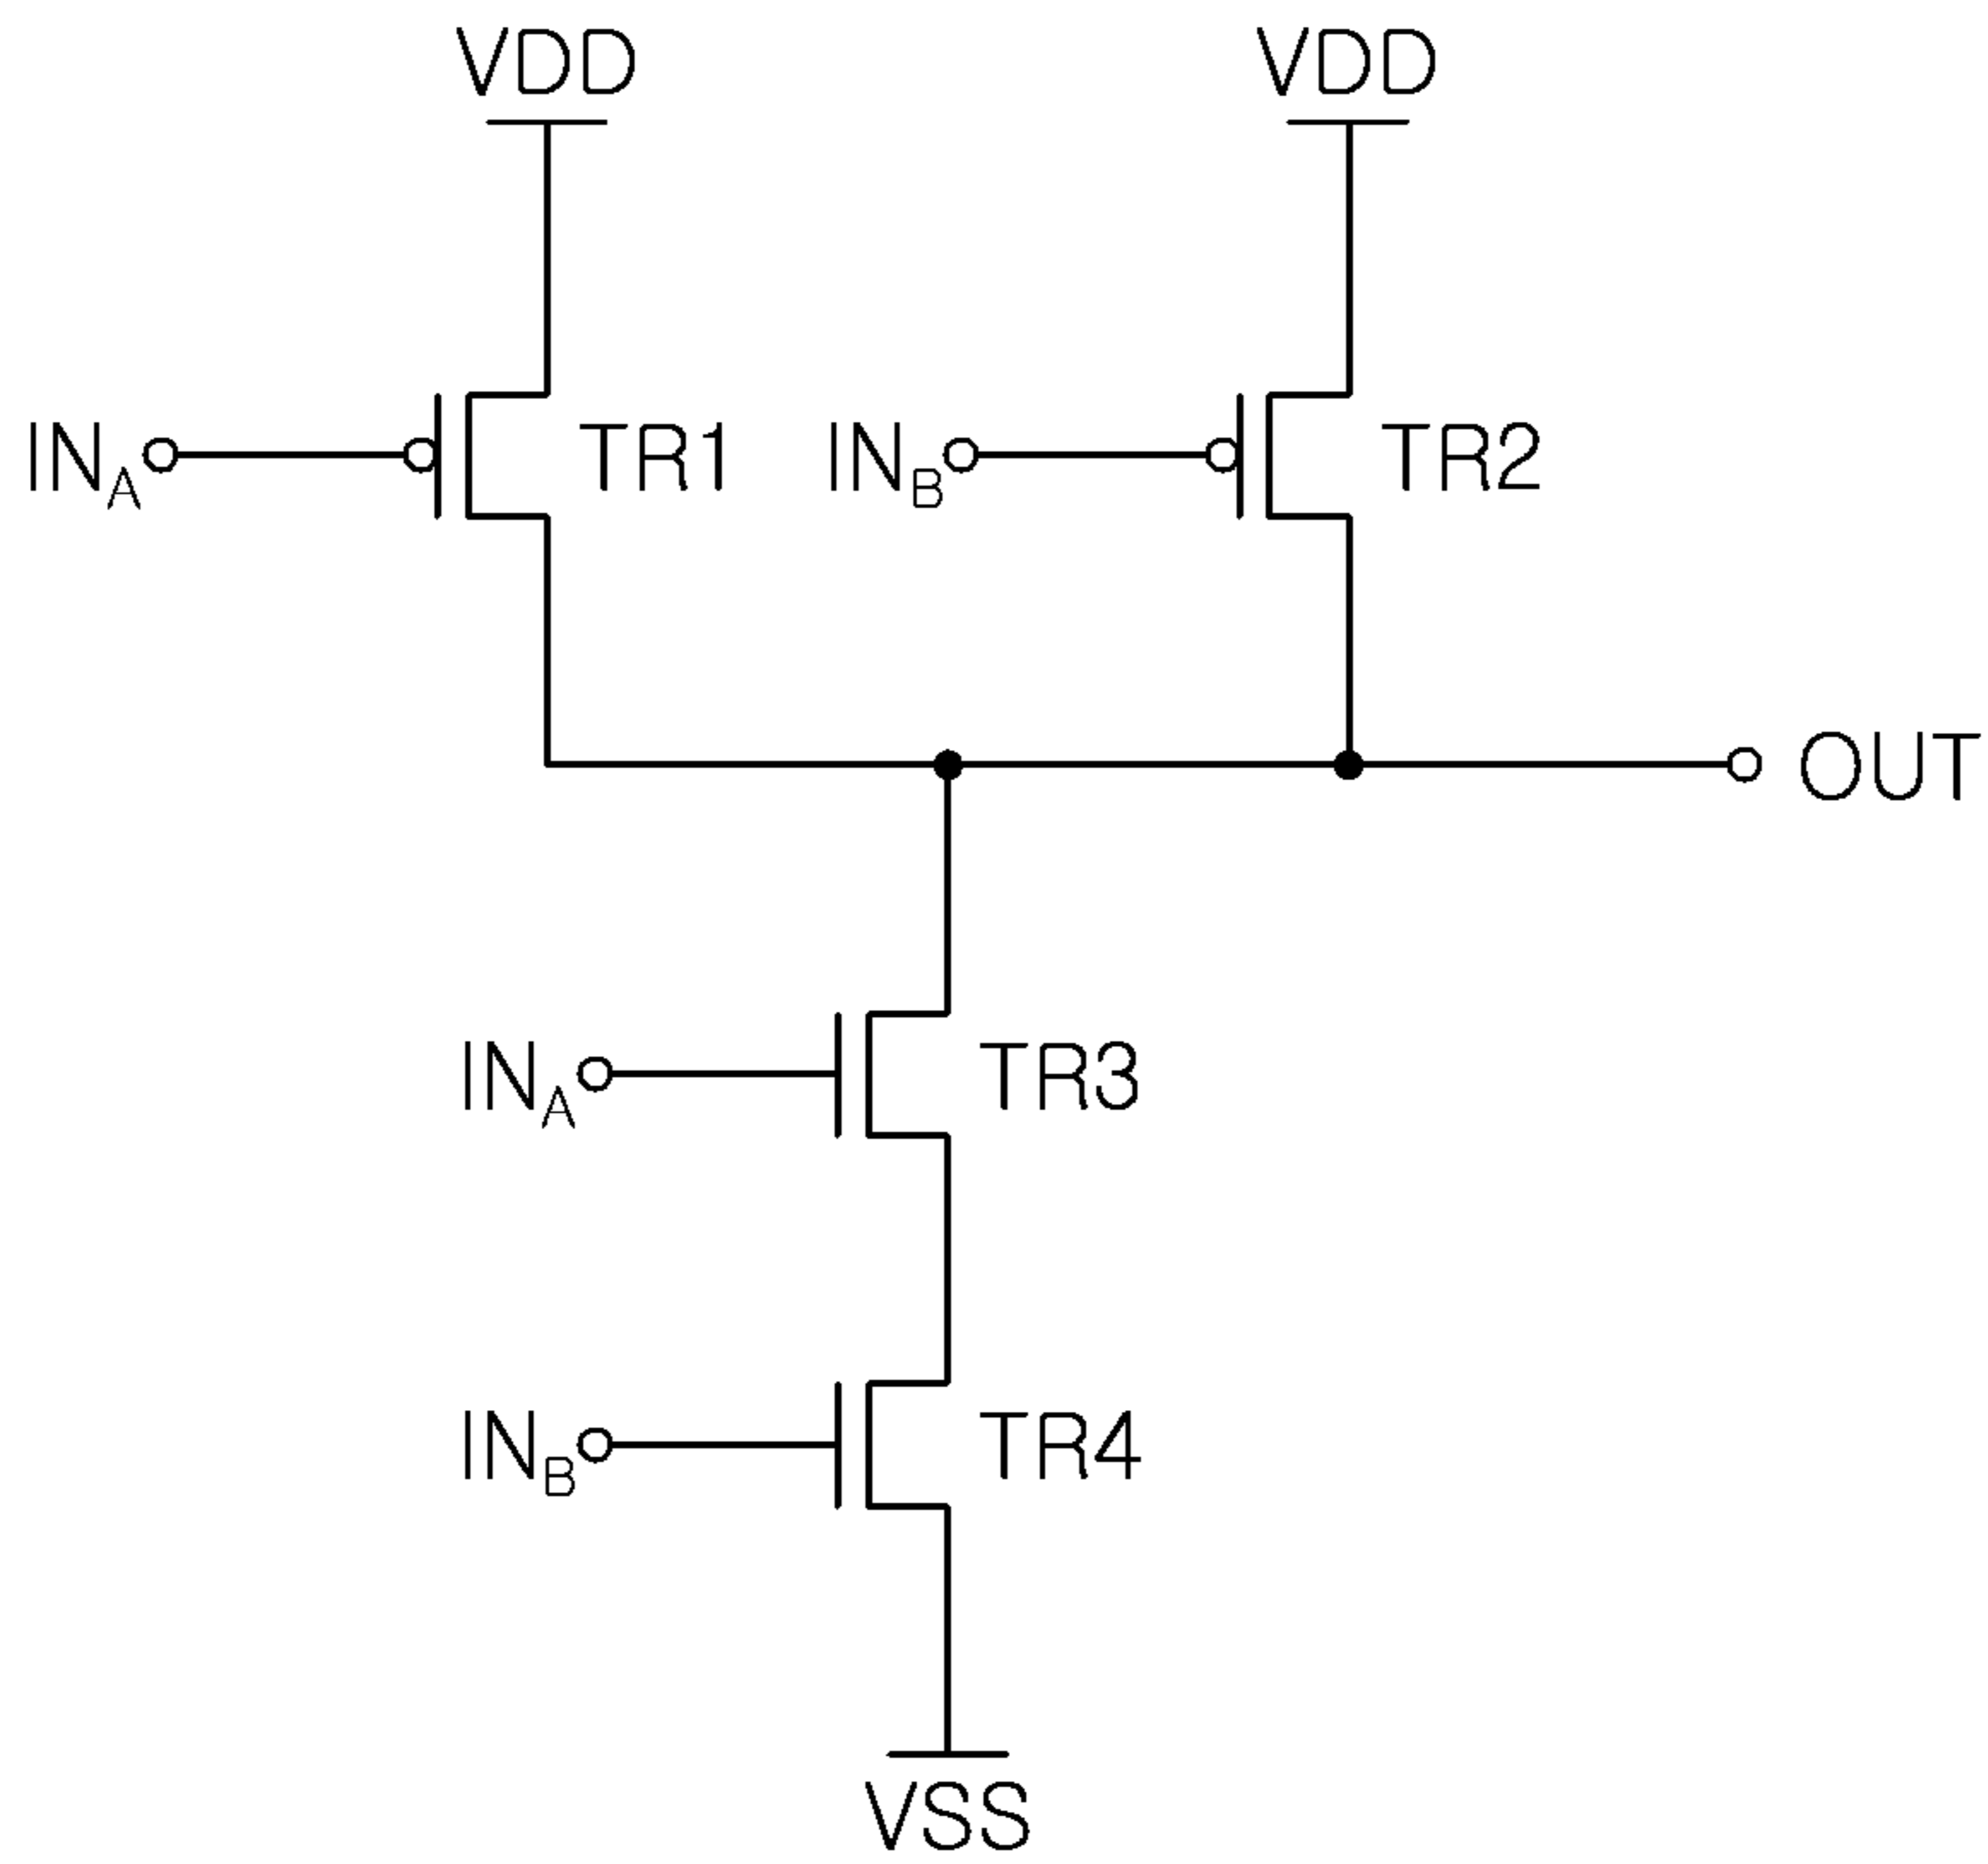 VDD VDD
INA TR1 INB TR2
OUT
INA TR3
INB TR4
VSS